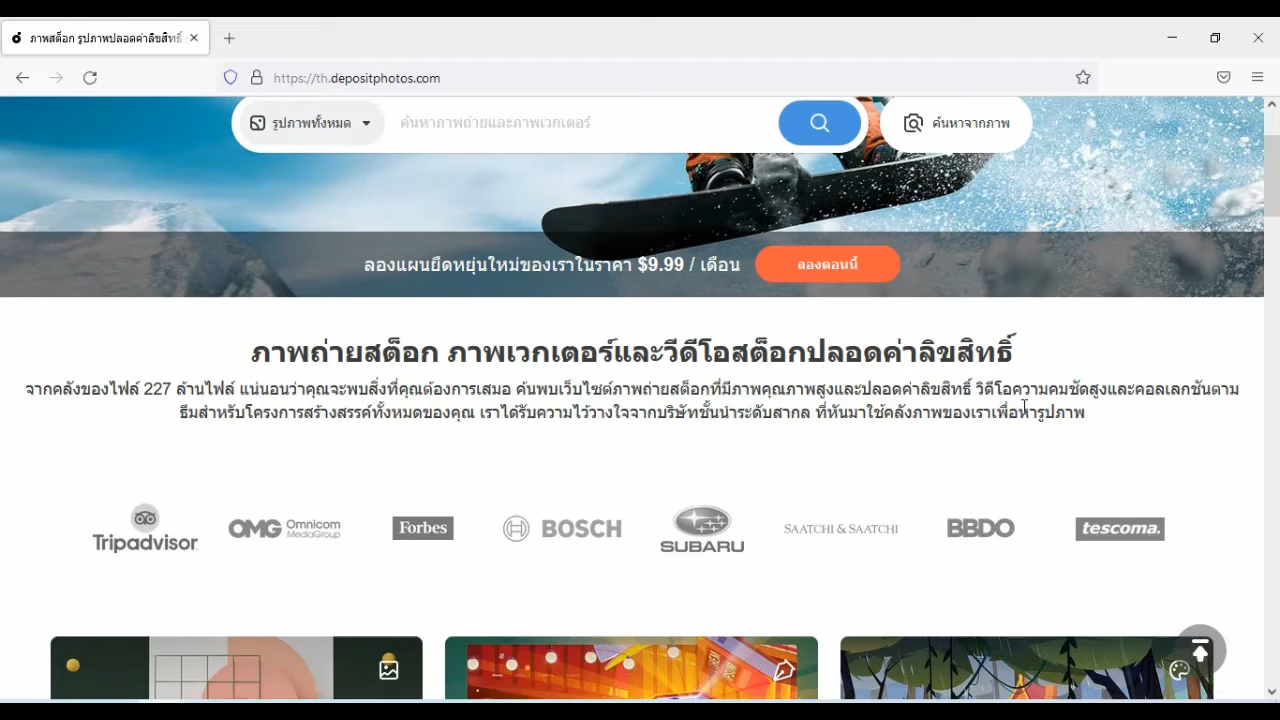 ภาพสต็อก รูปภาพปลอดค่าลิขสิทธิ์
https://th.depositphotos.com
รูปภาพทั้งหมด
ค้นหาภาพถ่ายและภาพเวกเตอร์
ค้นหาจากภาพ
ลองแผนยืดหยุ่นใหม่ของเราในราคา $9.99 / เดือน
ลองตอนนี้
ภาพถ่ายสต็อก ภาพเวกเตอร์และวีดีโอสต็อกปลอดค่าลิขสิทธิ์
จากคลังของไฟล์ 227 ล้านไฟล์ แน่นอนว่าคุณจะพบสิ่งที่คุณต้องการเสมอ ค้นพบเว็บไซต์ภาพถ่ายสต็อกที่มีภาพคุณภาพสูงและปลอดค่าลิขสิทธิ์ วิดีโอความคมชัดสูงและคอลเลกชันตาม
ธีมสำหรับโครงการสร้างสรรค์ทั้งหมดของคุณ เราได้รับความไว้วางใจจากบริษัทชั้นนำระดับสากล ที่หันมาใช้คลังภาพของเราเพื่อหารูปภาพ
Tripadvisor
OMG Omnicom MediaGroup
Forbes
BOSCH
SUBARU
SAATCHI & SAATCHI
BBDO
tescoma.